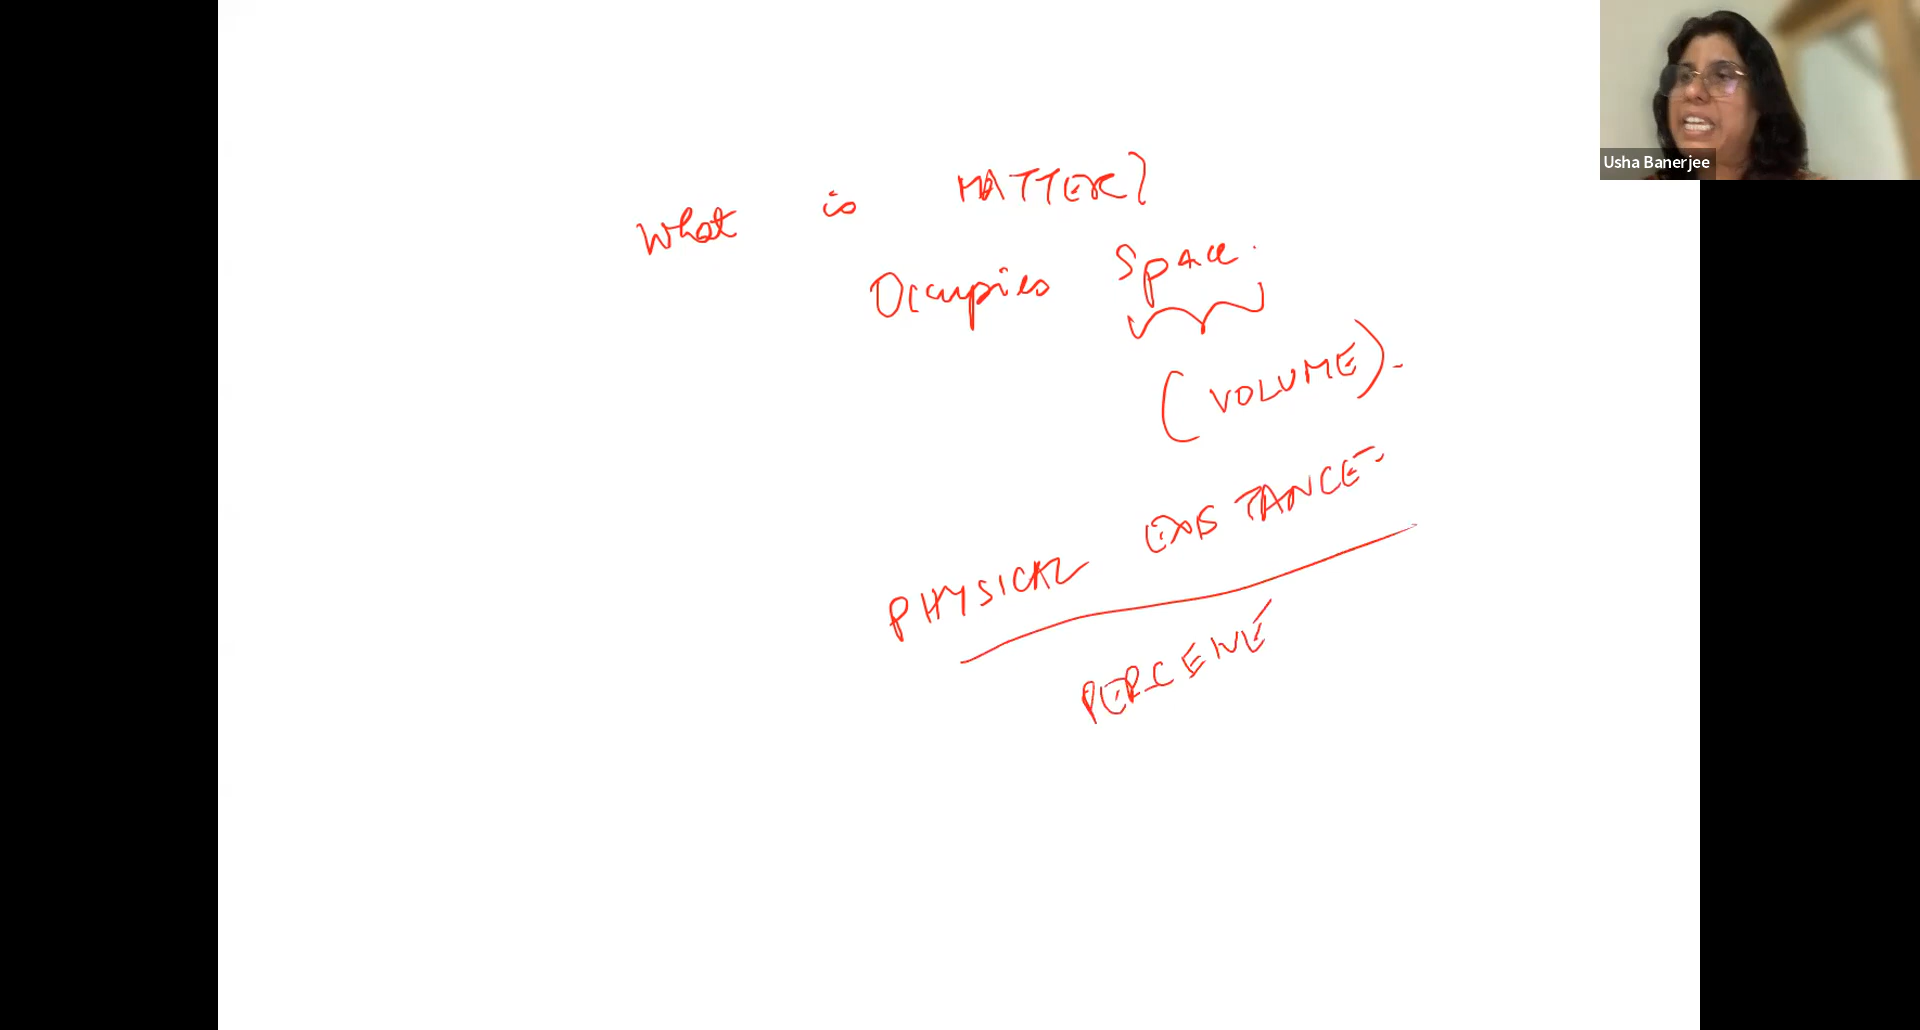 What is MATTER?
Occupies Space.
(VOLUME).
PHYSICAL EXISTANCE.
PERCEIVE
Usha Banerjee